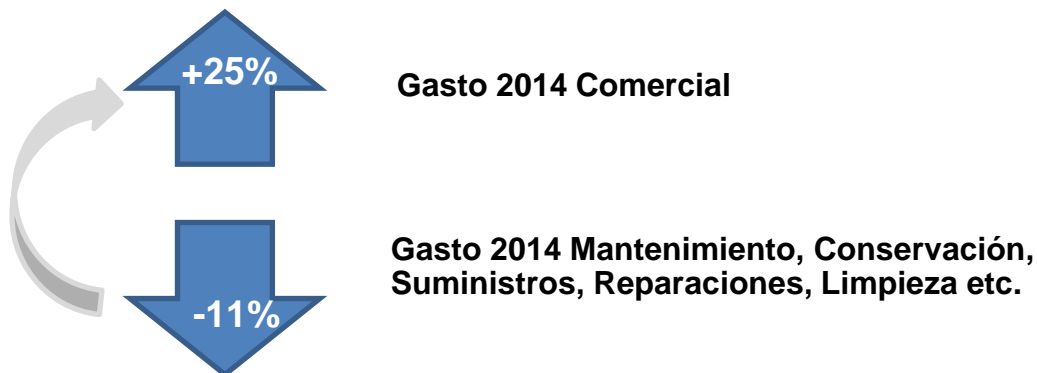 +25%
Gasto 2014 Comercial
Gasto 2014 Mantenimiento, Conservación,
Suministros, Reparaciones, Limpieza etc.
-11%